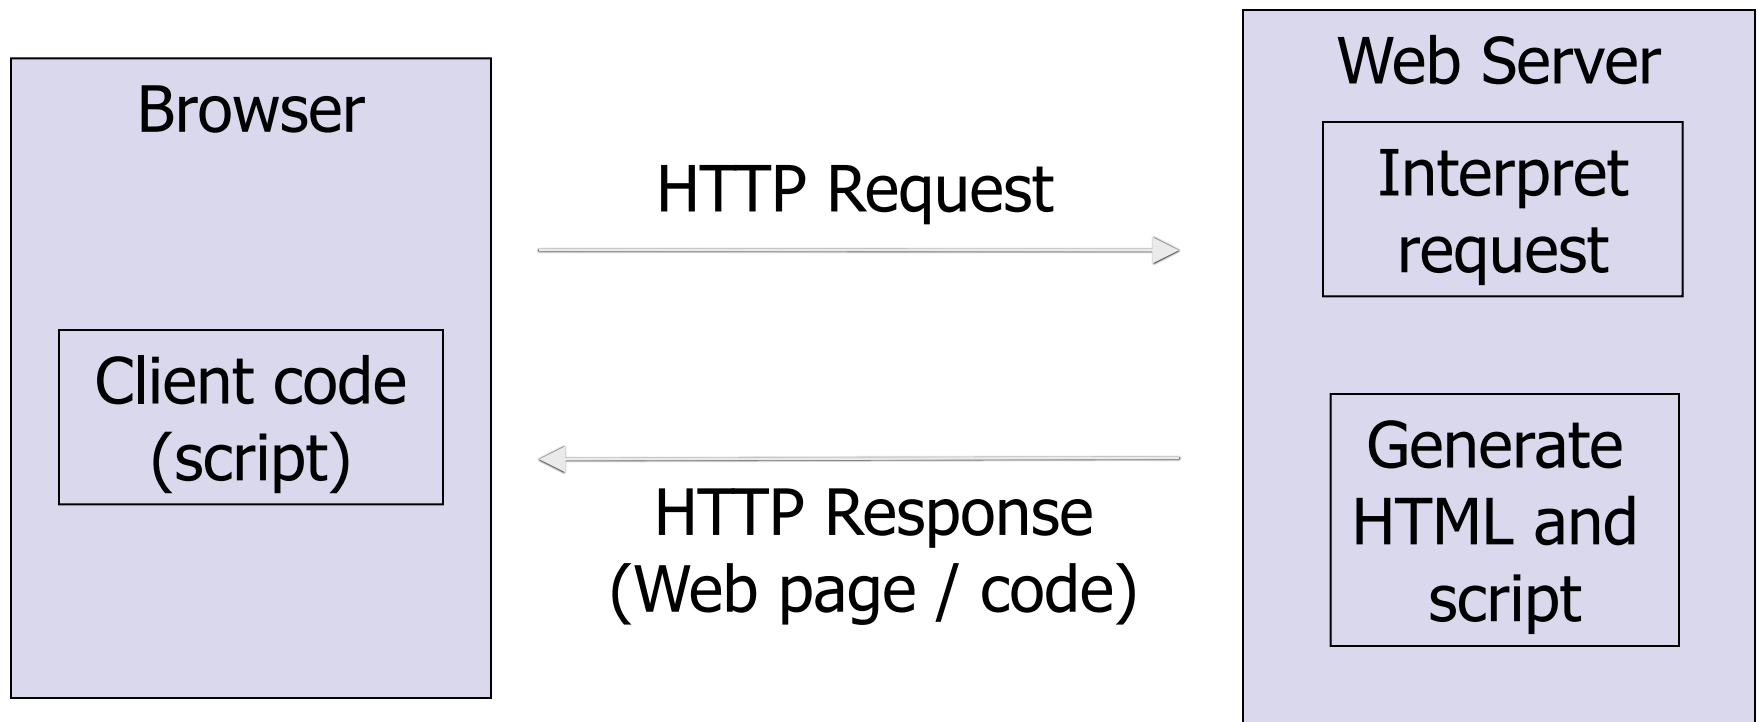 Browser
Client code
(script)
HTTP Request
HTTP Response
(Web page / code)
Web Server
Interpret
request
Generate
HTML and
script